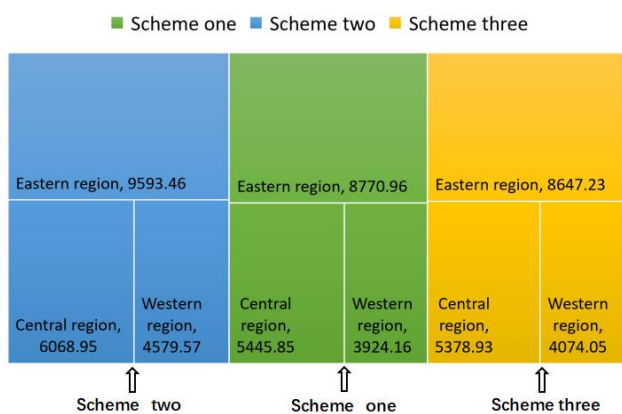 Scheme one Scheme two Scheme three
Eastern region, 9593.46
Eastern region, 8770.96
Eastern region, 8647.23
Central region,
6068.95
Western
region,
4579.57
Central
region,
5445.85
Western
region,
3924.16
Central
region,
5378.93
Western
region,
4074.05
Scheme two
Scheme one
Scheme three